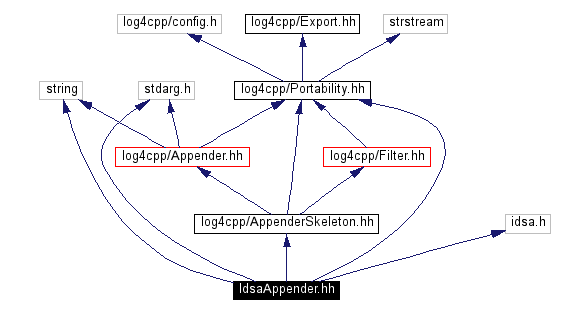 log4cpp/config.h
log4cpp/Export.hh
strstream
string
stdarg.h
log4cpp/Portability.hh
log4cpp/Appender.hh
log4cpp/Filter.hh
log4cpp/AppenderSkeleton.hh
idsa.h
IdsaAppender.hh